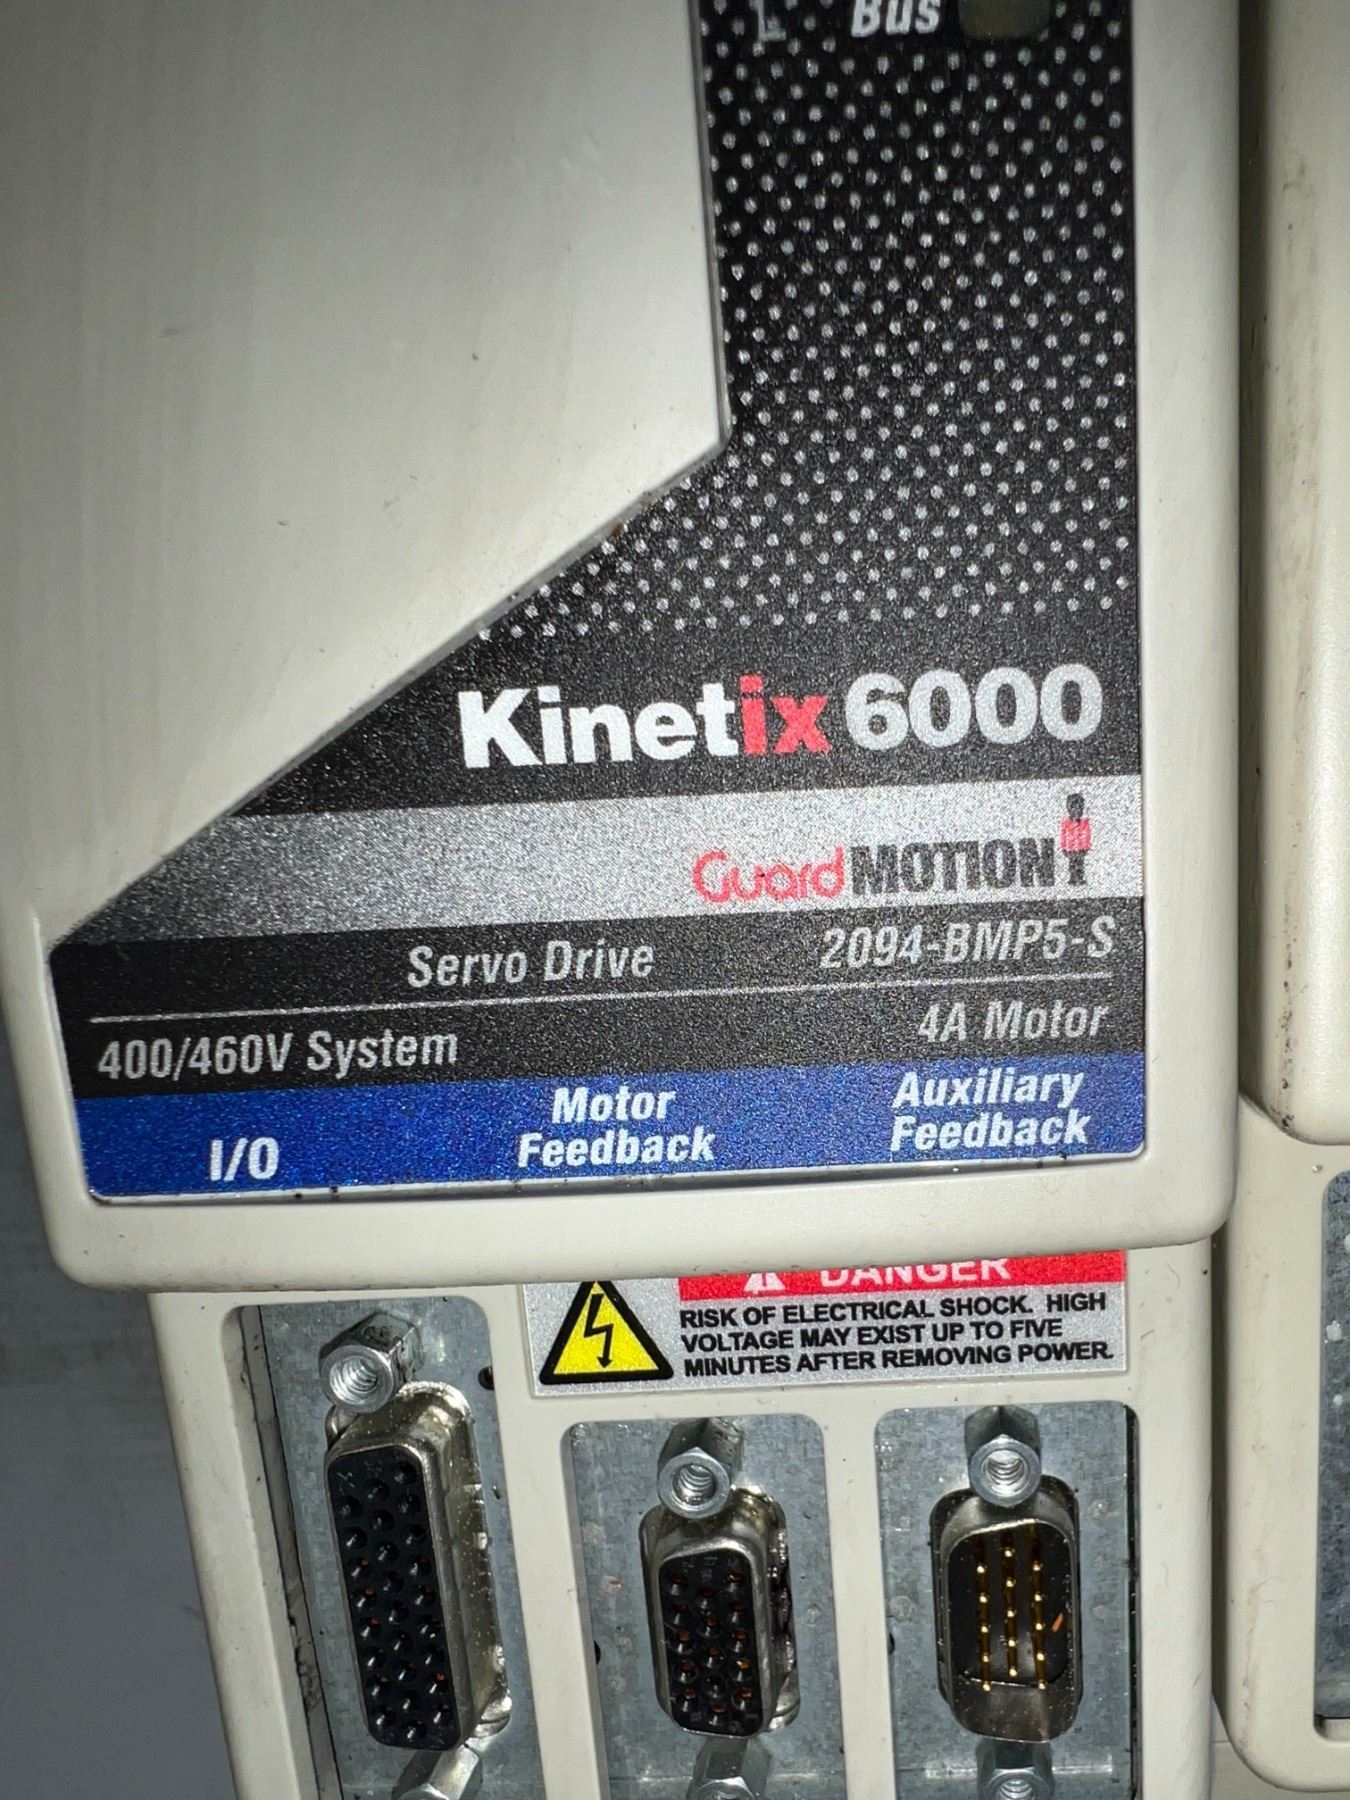 Bus
Kinetix 6000
GuardMOTION
Servo Drive 2094-BMP5-S
400/460V System 4A Motor
I/O
Motor
Feedback
Auxiliary
Feedback
DANGER
RISK OF ELECTRICAL SHOCK. HIGH
VOLTAGE MAY EXIST UP TO FIVE
MINUTES AFTER REMOVING POWER.